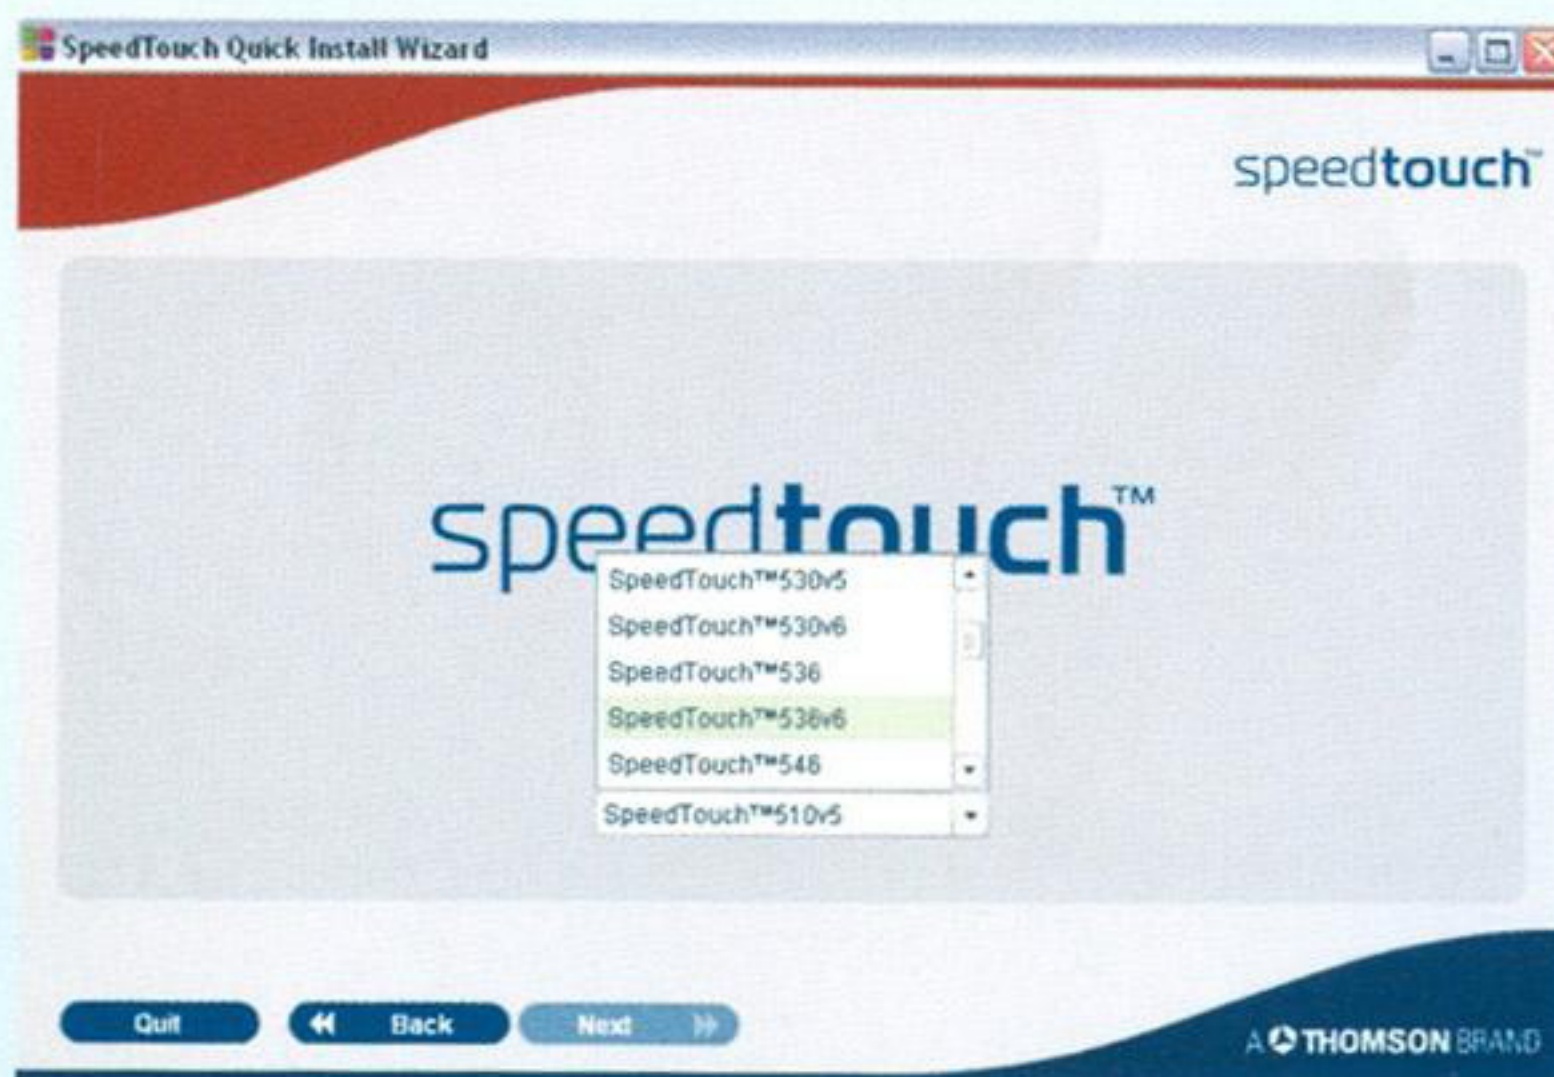 SpeedTouch Quick Install Wizard
speedtouch™
speedtouch™
SpeedTouch™530v5
SpeedTouch™530v6
SpeedTouch™536
SpeedTouch™536v6
SpeedTouch™546
SpeedTouch™510v5
Quit
Back
Next
A THOMSON BRAND